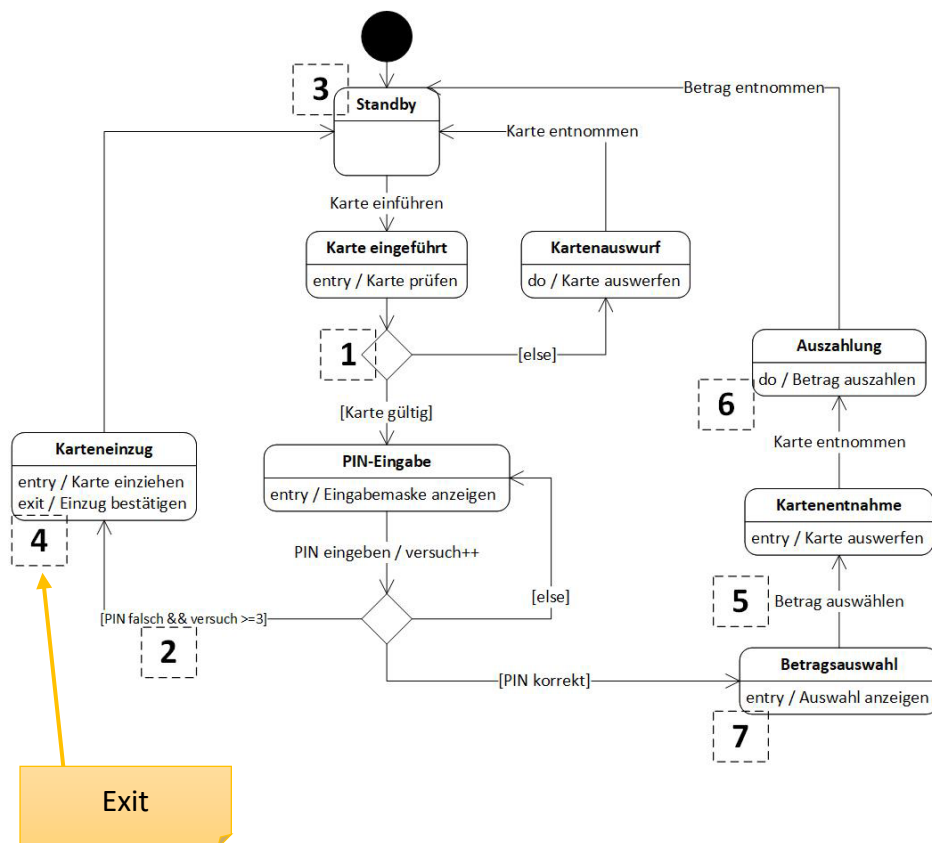 3
Standby
Betrag entnommen
Karte entnommen
Karte einführen
Karte eingeführt
entry / Karte prüfen
Kartenauswurf
do / Karte auswerfen
1
[else]
Auszahlung
do / Betrag auszahlen
6
[Karte gültig]
Karteneinzug
entry / Karte einziehen
exit / Einzug bestätigen
4
PIN-Eingabe
entry / Eingabemaske anzeigen
Karte entnommen
Kartenentnahme
entry / Karte auswerfen
PIN eingeben / versuch++
[else]
5
Betrag auswählen
[PIN falsch && versuch >=3]
2
[PIN korrekt]
Betragsauswahl
entry / Auswahl anzeigen
7
Exit